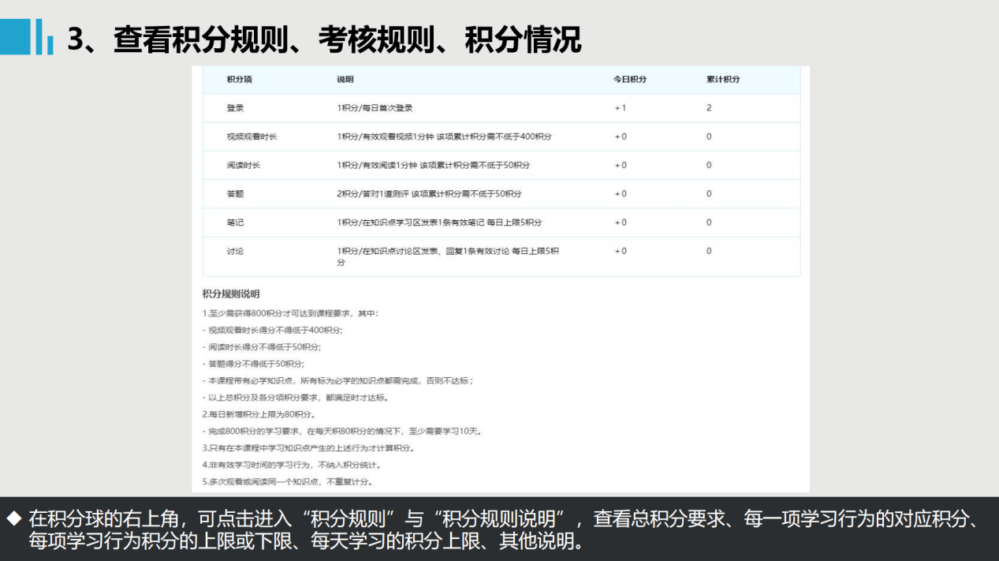 3、查看积分规则、考核规则、积分情况
积分项 说明 今日积分 累计积分
登录 1积分/每日首次登录 +1 2
视频观看时长 1积分/有效观看视频1分钟 该项累计积分需不低于400积分 +0 0
阅读时长 1积分/有效阅读1分钟 该项累计积分需不低于50积分 +0 0
答题 2积分/答对1道测评 该项累计积分需不低于50积分 +0 0
笔记 1积分/在知识点学习区发表1条有效笔记 每日上限5积分 +0 0
讨论 1积分/在知识点讨论区发表、回复1条有效讨论 每日上限5积 +0 0
分
积分规则说明
1.至少需获得800积分才可达到课程要求，其中：
- 视频观看时长得分不得低于400积分;
- 阅读时长得分不得低于50积分;
- 答题得分不得低于50积分;
- 本课程带有必学知识点，所有标为必学的知识点都需完成，否则不达标；
- 以上总积分及各分项积分要求，都满足时才达标。
2.每日新增积分上限为80积分。
- 完成800积分的学习要求，在每天积80积分的情况下，至少需要学习10天。
3.只有在本课程中学习知识点产生的上述行为才计算积分。
4.非有效学习时间的学习行为，不纳入积分统计。
5.多次观看或阅读同一个知识点，不重复计分。
◆ 在积分球的右上角，可点击进入“积分规则”与“积分规则说明”，查看总积分要求、每一项学习行为的对应积分、
每项学习行为积分的上限或下限、每天学习的积分上限、其他说明。